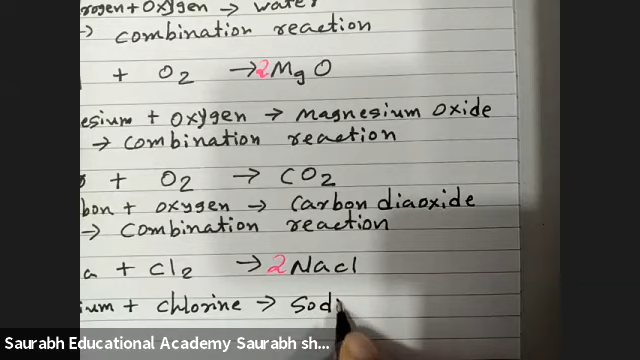 rogen + Oxygen → water
→ combination reaction
+ O2 → 2MgO
esium + oxygen → Magnesium Oxide
→ combination reaction
+ O2 → CO2
bon + oxygen → Carbon diaoxide
→ Combination reaction
a + Cl2 → 2Nacl
ium + chlorine → Sodi
Saurabh Educational Academy Saurabh sh...